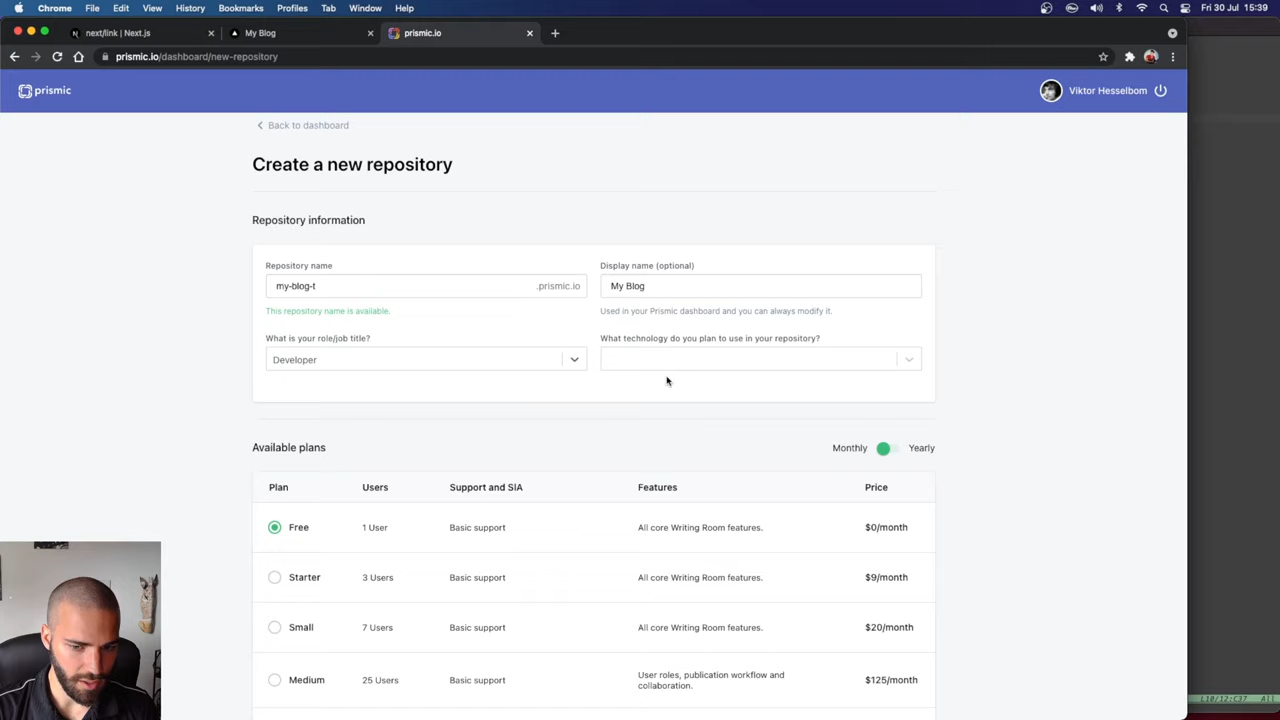 Chrome File Edit View History Bookmarks Profiles Tab Window Help Fri 30 Jul 15:39
next/link | Next.js My Blog prismic.io
prismic.io/dashboard/new-repository
prismic Viktor Hesselbom
Back to dashboard
Create a new repository
Repository information
Repository name Display name (optional)
my-blog-t .prismic.io My Blog
This repository name is available. Used in your Prismic dashboard and you can always modify it.
What is your role/job title? What technology do you plan to use in your repository?
Developer
Available plans Monthly Yearly
Plan Users Support and SIA Features Price
Free 1 User Basic support All core Writing Room features. $0/month
Starter 3 Users Basic support All core Writing Room features. $9/month
Small 7 Users Basic support All core Writing Room features. $20/month
Medium 25 Users Basic support User roles, publication workflow and collaboration. $125/month